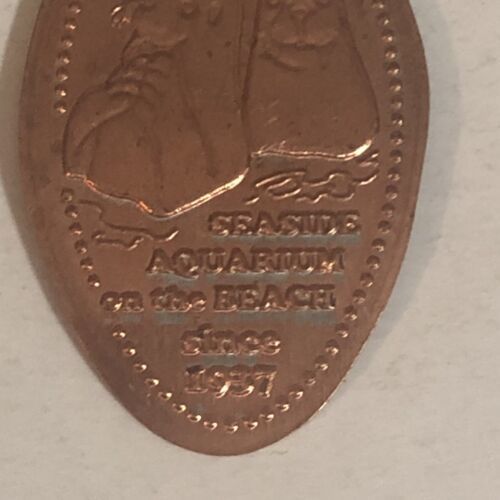 SEASIDE
AQUARIUM
on the BEACH
since
1937